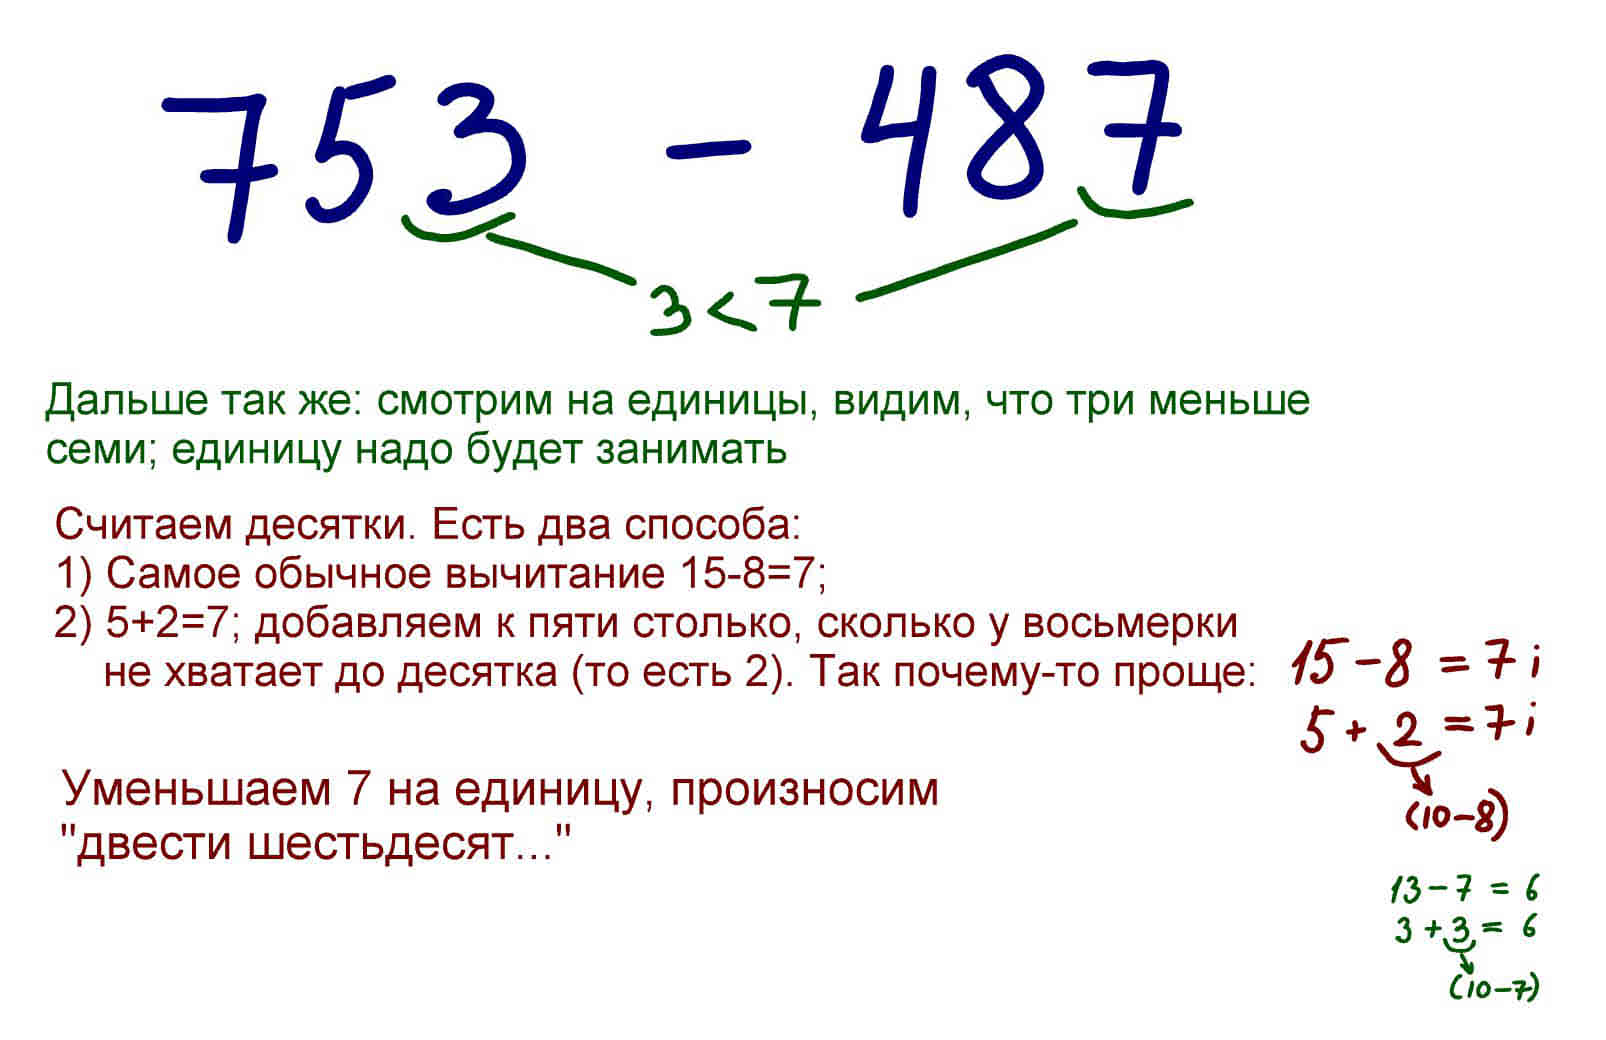 753 - 487
3<7
Дальше так же: смотрим на единицы, видим, что три меньше
семи; единицу надо будет занимать
Считаем десятки. Есть два способа:
1) Самое обычное вычитание 15-8=7;
2) 5+2=7; добавляем к пяти столько, сколько у восьмерки
не хватает до десятка (то есть 2). Так почему-то проще:
15-8 = 7;
5 + 2 = 7;
(10-8)
Уменьшаем 7 на единицу, произносим
"двести шестьдесят..."
13-7 = 6
3+3 = 6
(10-7)